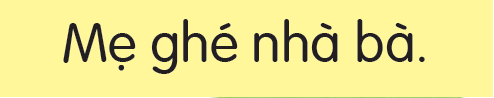 Mẹ ghé nhà bà.